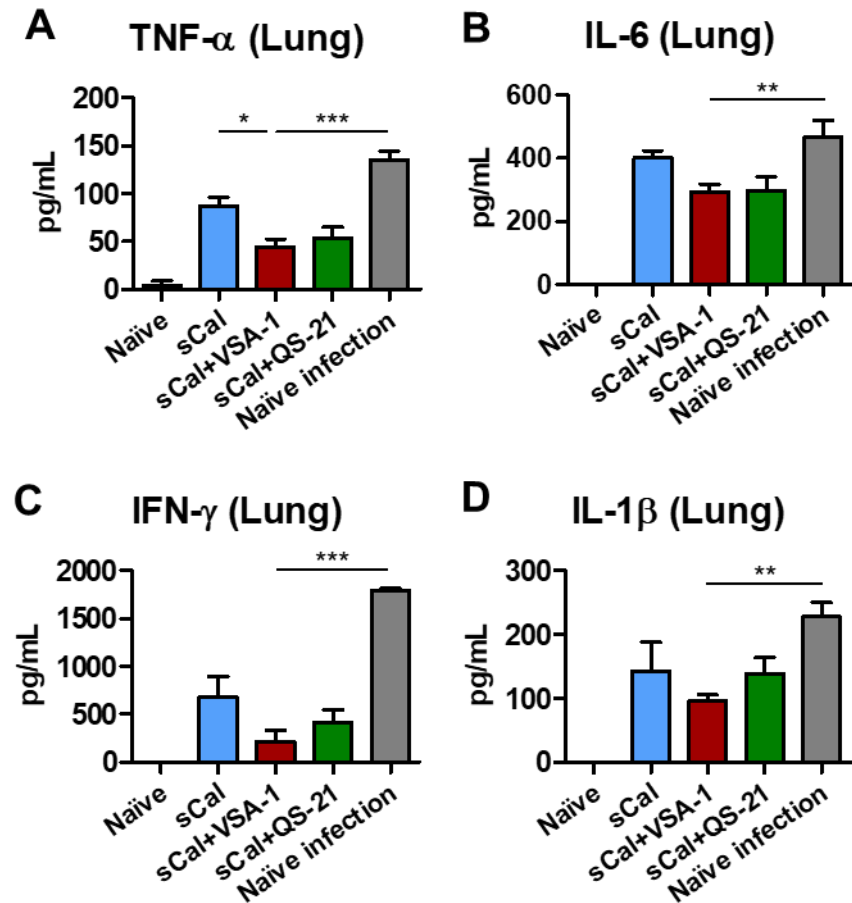 A
TNF-α (Lung)
pg/mL
200
150
100
50
0
*
***
Naïve
sCal
sCal+VSA-1
sCal+QS-21
Naïve infection
B
IL-6 (Lung)
pg/mL
600
400
200
0
**
Naïve
sCal
sCal+VSA-1
sCal+QS-21
Naïve infection
C
IFN-γ (Lung)
pg/mL
2000
1500
1000
500
0
***
Naïve
sCal
sCal+VSA-1
sCal+QS-21
Naïve infection
D
IL-1β (Lung)
pg/mL
300
200
100
0
**
Naïve
sCal
sCal+VSA-1
sCal+QS-21
Naïve infection